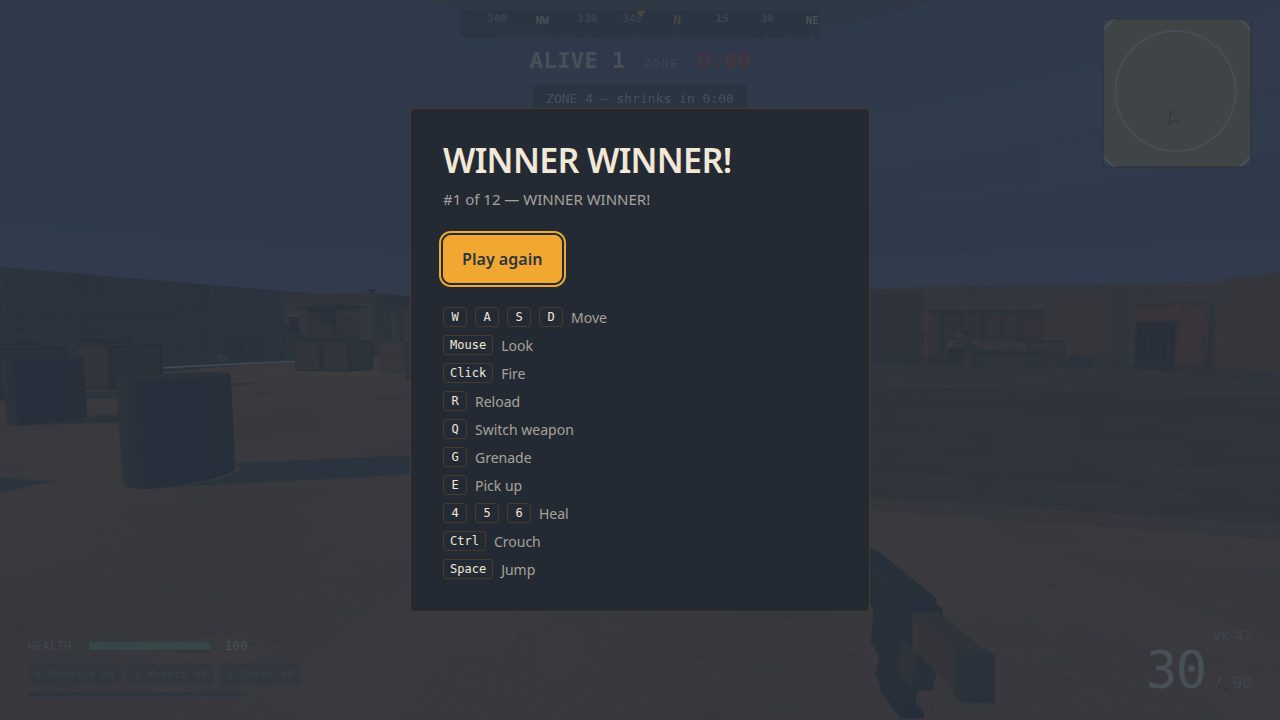 300 NW 330 345 N 15 30 NE
ALIVE 1 ZONE 0:00
ZONE 4 — shrinks in 0:00
WINNER WINNER!
#1 of 12 — WINNER WINNER!
Play again
W A S D Move
Mouse Look
Click Fire
R Reload
Q Switch weapon
G Grenade
E Pick up
4 5 6 Heal
Ctrl Crouch
Space Jump
HEALTH 100
4 Bandage x0 5 Medkit x0 6 Drink x0
VK-47
30 / 90